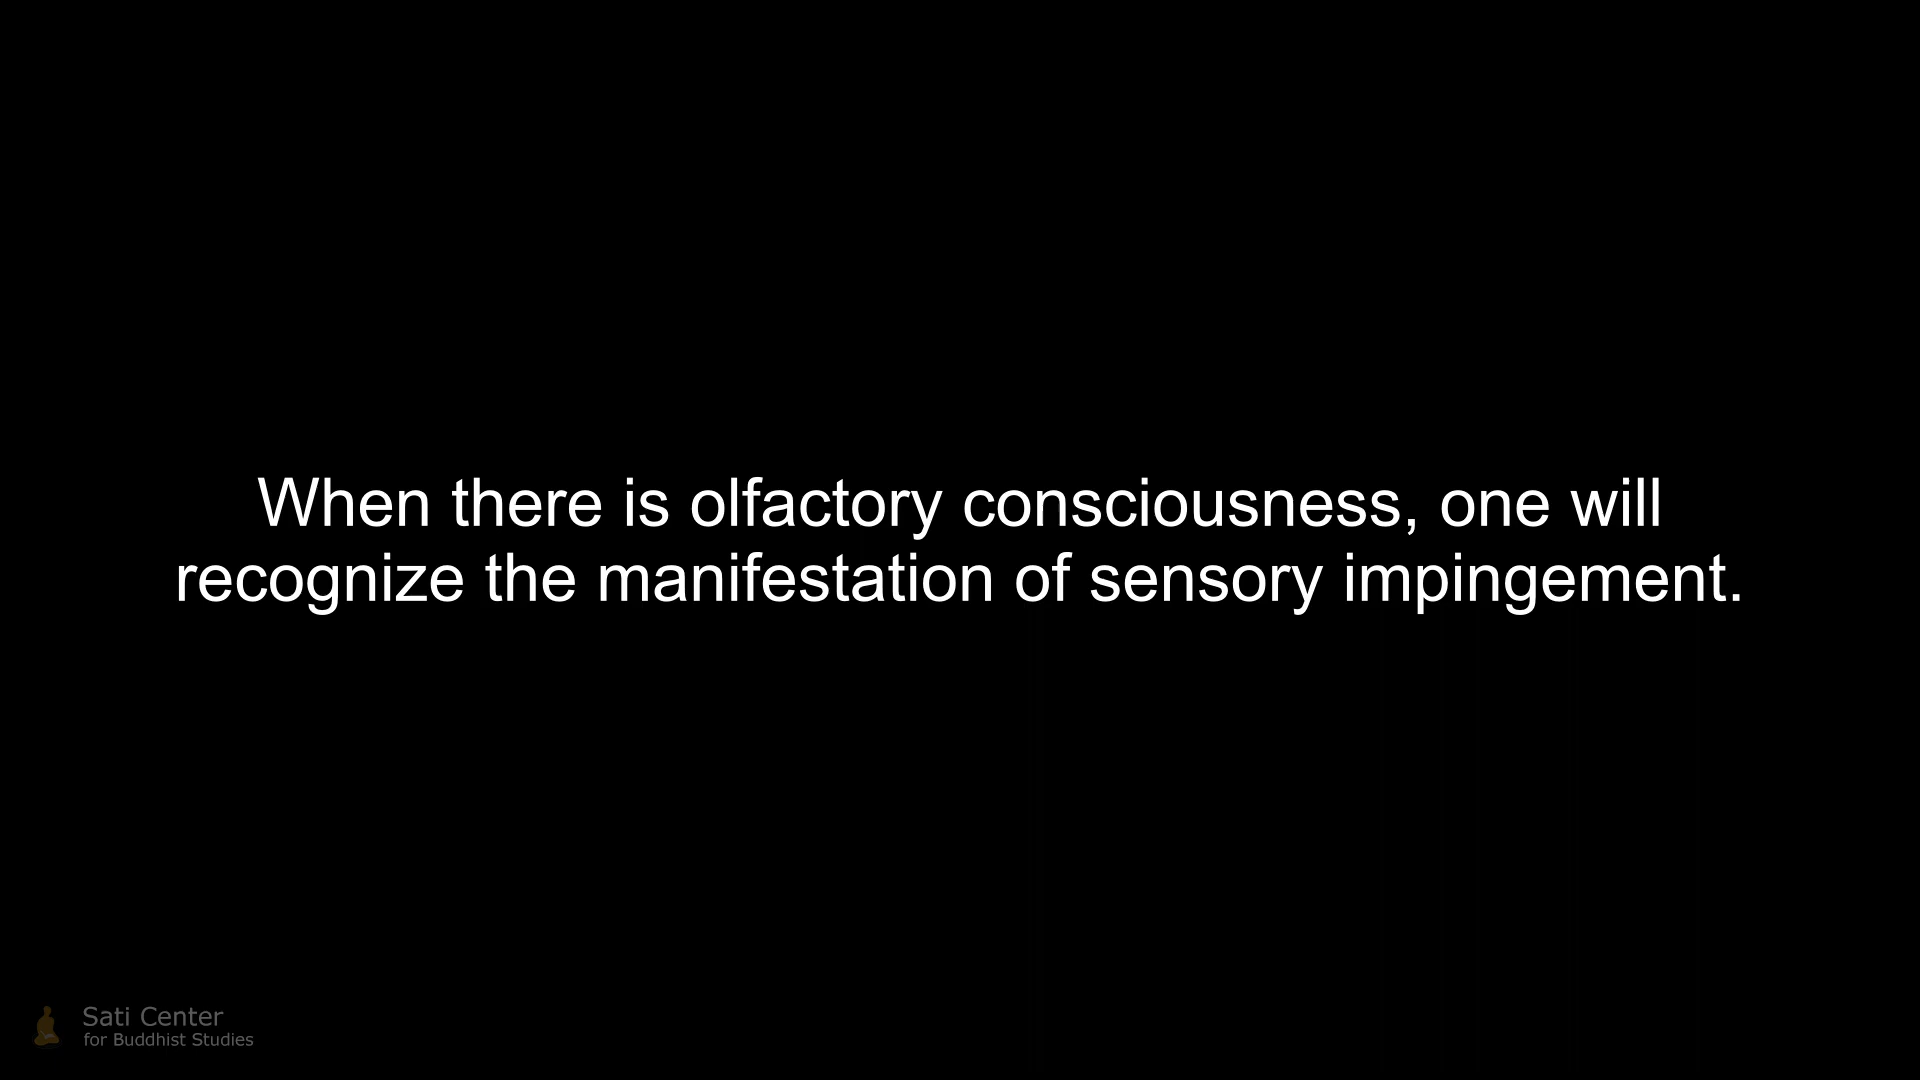 When there is olfactory consciousness, one will
recognize the manifestation of sensory impingement.
Sati Center
for Buddhist Studies